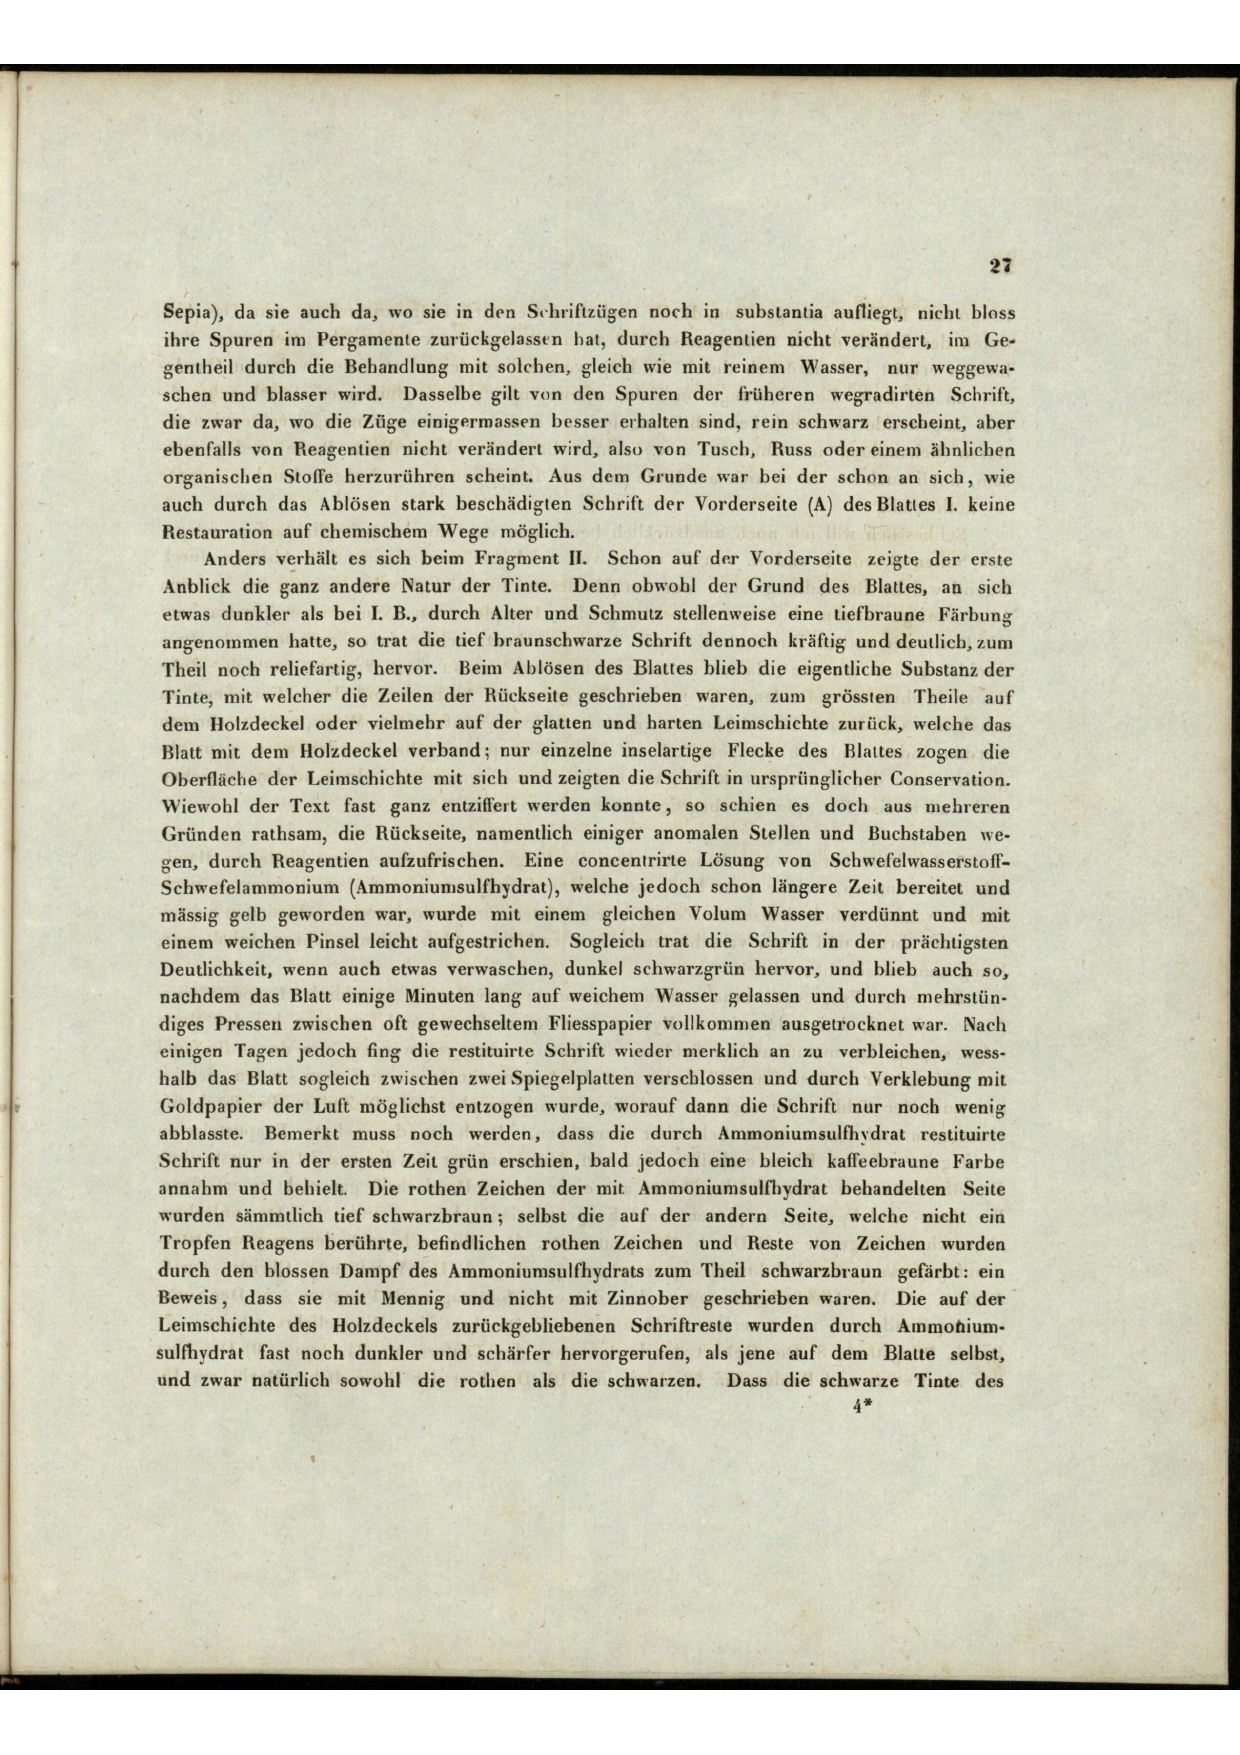 27
Sepia), da sie auch da, wo sie in den Schriftzügen noch in substantia aufliegt, nicht bloss
ihre Spuren im Pergamente zurückgelassen hat, durch Reagentien nicht verändert, im Ge-
gentheil durch die Behandlung mit solchen, gleich wie mit reinem Wasser, nur weggewa-
schen und blasser wird. Dasselbe gilt von den Spuren der früheren wegradirten Schrift,
die zwar da, wo die Züge einigermassen besser erhalten sind, rein schwarz erscheint, aber
ebenfalls von Reagentien nicht verändert wird, also von Tusch, Russ oder einem ähnlichen
organischen Stoffe herzurühren scheint. Aus dem Grunde war bei der schon an sich, wie
auch durch das Ablösen stark beschädigten Schrift der Vorderseite (A) des Blattes I. keine
Restauration auf chemischem Wege möglich.
Anders verhält es sich beim Fragment II. Schon auf der Vorderseite zeigte der erste
Anblick die ganz andere Natur der Tinte. Denn obwohl der Grund des Blattes, an sich
etwas dunkler als bei I. B., durch Alter und Schmutz stellenweise eine tiefbraune Färbung
angenommen hatte, so trat die tief braunschwarze Schrift dennoch kräftig und deutlich, zum
Theil noch reliefartig, hervor. Beim Ablösen des Blattes blieb die eigentliche Substanz der
Tinte, mit welcher die Zeilen der Rückseite geschrieben waren, zum grössten Theile auf
dem Holzdeckel oder vielmehr auf der glatten und harten Leimschichte zurück, welche das
Blatt mit dem Holzdeckel verband; nur einzelne inselartige Flecke des Blattes zogen die
Oberfläche der Leimschichte mit sich und zeigten die Schrift in ursprünglicher Conservation.
Wiewohl der Text fast ganz entziffert werden konnte, so schien es doch aus mehreren
Gründen rathsam, die Rückseite, namentlich einiger anomalen Stellen und Buchstaben we-
gen, durch Reagentien aufzufrischen. Eine concentrirte Lösung von Schwefelwasserstoff-
Schwefelammonium (Ammoniumsulfhydrat), welche jedoch schon längere Zeit bereitet und
mässig gelb geworden war, wurde mit einem gleichen Volum Wasser verdünnt und mit
einem weichen Pinsel leicht aufgestrichen. Sogleich trat die Schrift in der prächtigsten
Deutlichkeit, wenn auch etwas verwaschen, dunkel schwarzgrün hervor, und blieb auch so,
nachdem das Blatt einige Minuten lang auf weichem Wasser gelassen und durch mehrstün-
diges Pressen zwischen oft gewechseltem Fliesspapier vollkommen ausgetrocknet war. Nach
einigen Tagen jedoch fing die restituirte Schrift wieder merklich an zu verbleichen, wess-
halb das Blatt sogleich zwischen zwei Spiegelplatten verschlossen und durch Verklebung mit
Goldpapier der Luft möglichst entzogen wurde, worauf dann die Schrift nur noch wenig
abblasste. Bemerkt muss noch werden, dass die durch Ammoniumsulfhydrat restituirte
Schrift nur in der ersten Zeit grün erschien, bald jedoch eine bleich kaffeebraune Farbe
annahm und behielt. Die rothen Zeichen der mit Ammoniumsulfhydrat behandelten Seite
wurden sämmtlich tief schwarzbraun; selbst die auf der andern Seite, welche nicht ein
Tropfen Reagens berührte, befindlichen rothen Zeichen und Reste von Zeichen wurden
durch den blossen Dampf des Ammoniumsulfhydrats zum Theil schwarzbraun gefärbt: ein
Beweis, dass sie mit Mennig und nicht mit Zinnober geschrieben waren. Die auf der
Leimschichte des Holzdeckels zurückgebliebenen Schriftreste wurden durch Ammonium-
sulfhydrat fast noch dunkler und schärfer hervorgerufen, als jene auf dem Blatte selbst,
und zwar natürlich sowohl die rothen als die schwarzen. Dass die schwarze Tinte des
4*